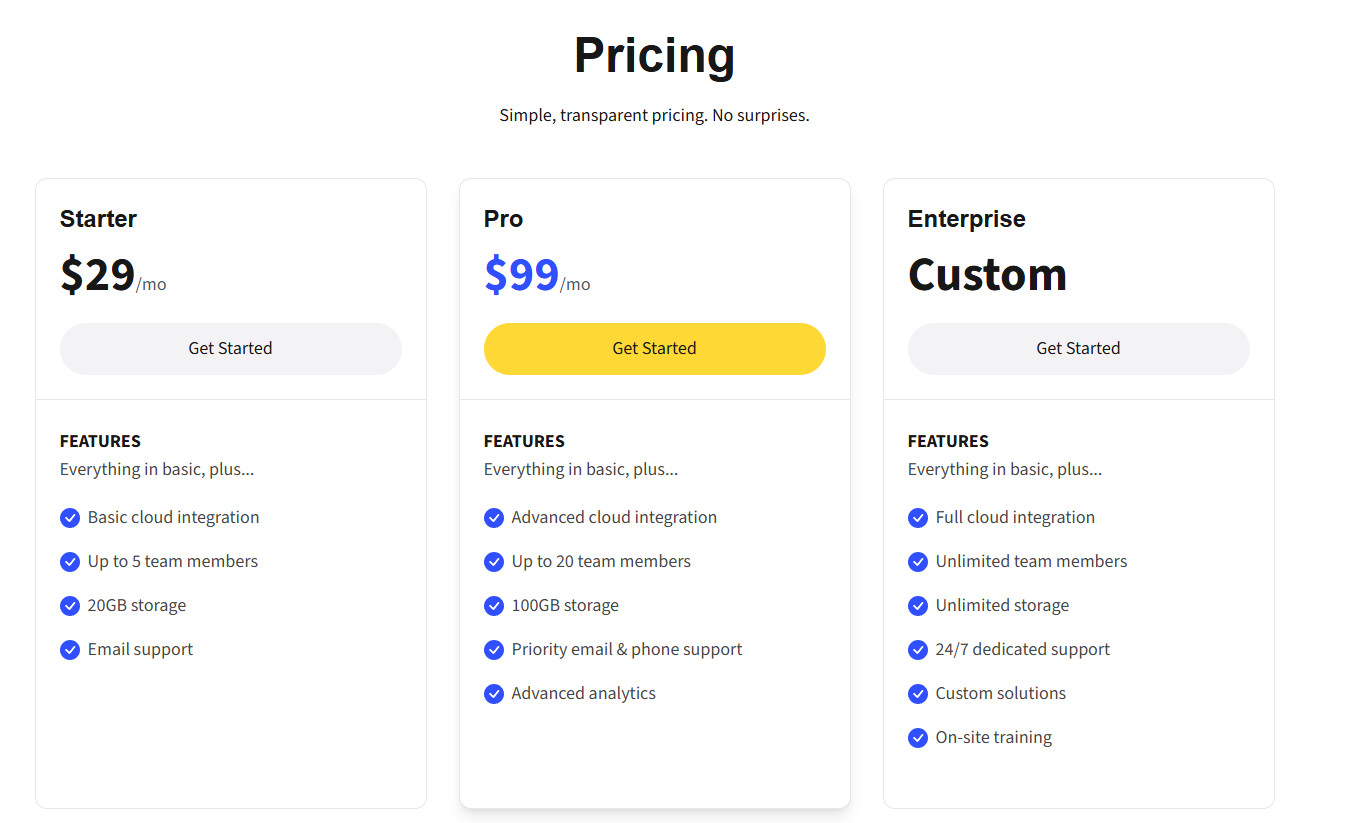 Pricing
Simple, transparent pricing. No surprises.
Starter
$29/mo
Get Started
FEATURES
Everything in basic, plus...
Basic cloud integration
Up to 5 team members
20GB storage
Email support
Pro
$99/mo
Get Started
FEATURES
Everything in basic, plus...
Advanced cloud integration
Up to 20 team members
100GB storage
Priority email & phone support
Advanced analytics
Enterprise
Custom
Get Started
FEATURES
Everything in basic, plus...
Full cloud integration
Unlimited team members
Unlimited storage
24/7 dedicated support
Custom solutions
On-site training